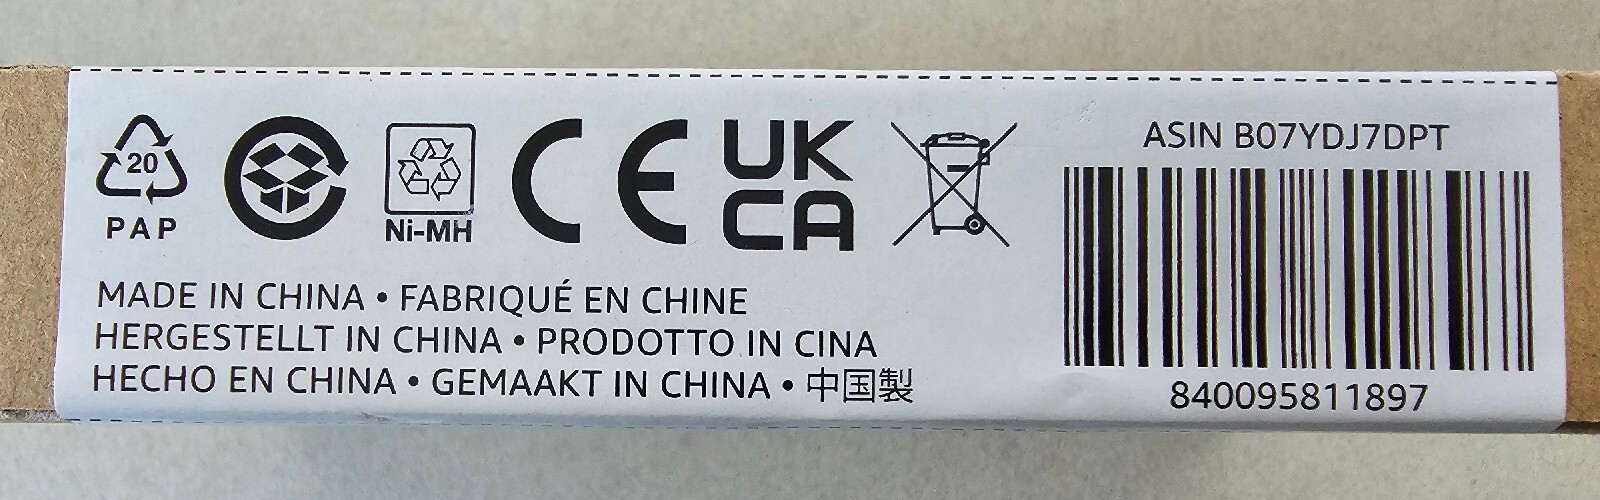 20
PAP
Ni-MH
CE
UK
CA
ASIN B07YDJ7DPT
MADE IN CHINA • FABRIQUÉ EN CHINE
HERGESTELLT IN CHINA • PRODOTTO IN CINA
HECHO EN CHINA • GEMAAKT IN CHINA • 中国製
840095811897